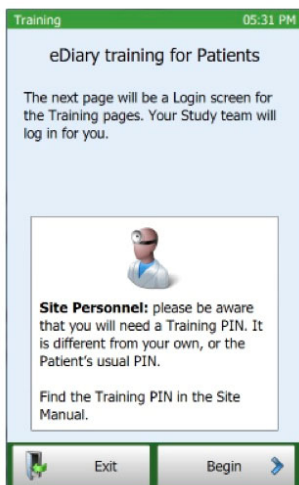 Training 05:31 PM
eDiary training for Patients
The next page will be a Login screen for
the Training pages. Your Study team will
log in for you.
Site Personnel: please be aware
that you will need a Training PIN. It
is different from your own, or the
Patient's usual PIN.
Find the Training PIN in the Site
Manual.
Exit Begin